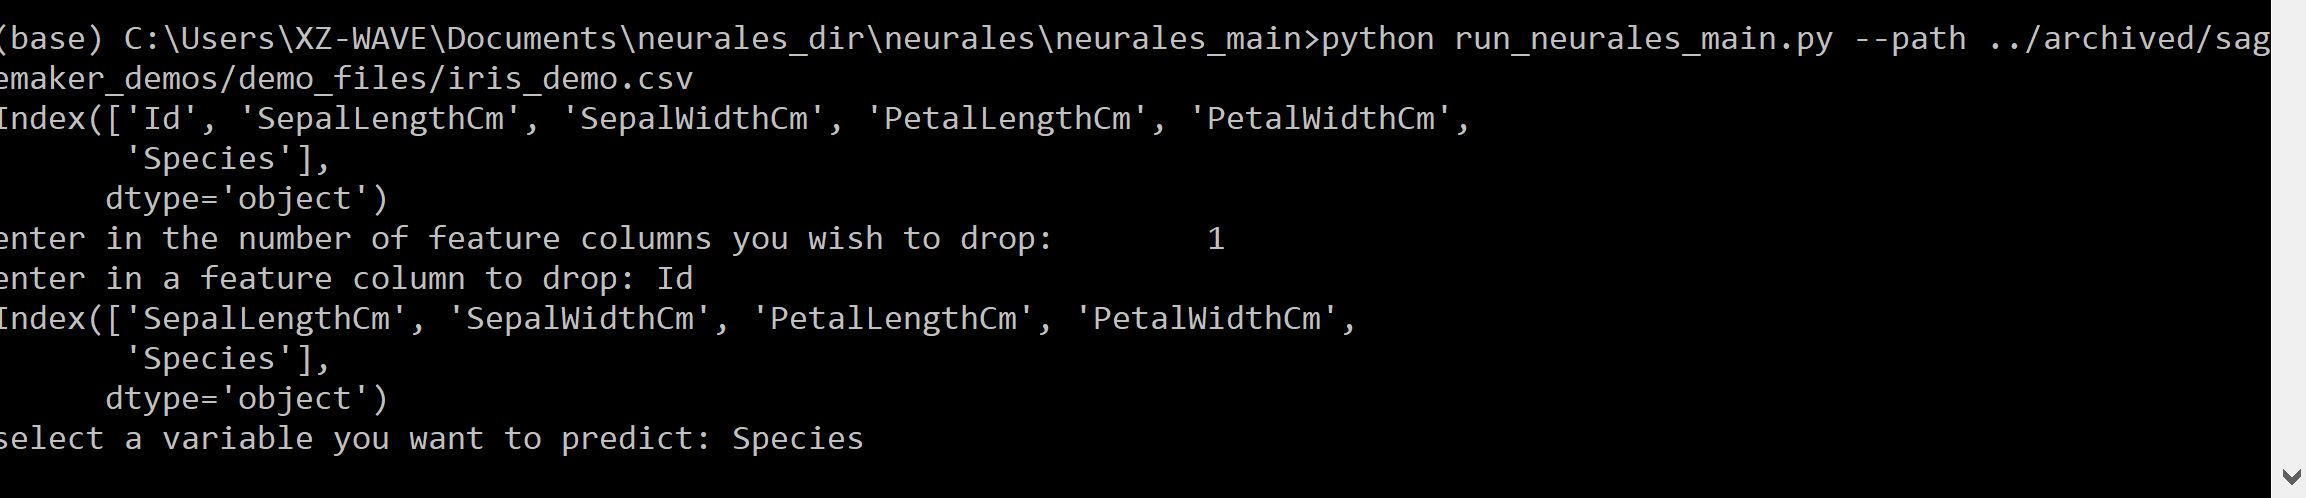 (base) C:\Users\XZ-WAVE\Documents\neurales_dir\neurales\neurales_main>python run_neurales_main.py --path ../archived/sag
emaker_demos/demo_files/iris_demo.csv
Index(['Id', 'SepalLengthCm', 'SepalWidthCm', 'PetalLengthCm', 'PetalWidthCm',
       'Species'],
      dtype='object')
enter in the number of feature columns you wish to drop:        1
enter in a feature column to drop: Id
Index(['SepalLengthCm', 'SepalWidthCm', 'PetalLengthCm', 'PetalWidthCm',
       'Species'],
      dtype='object')
select a variable you want to predict: Species